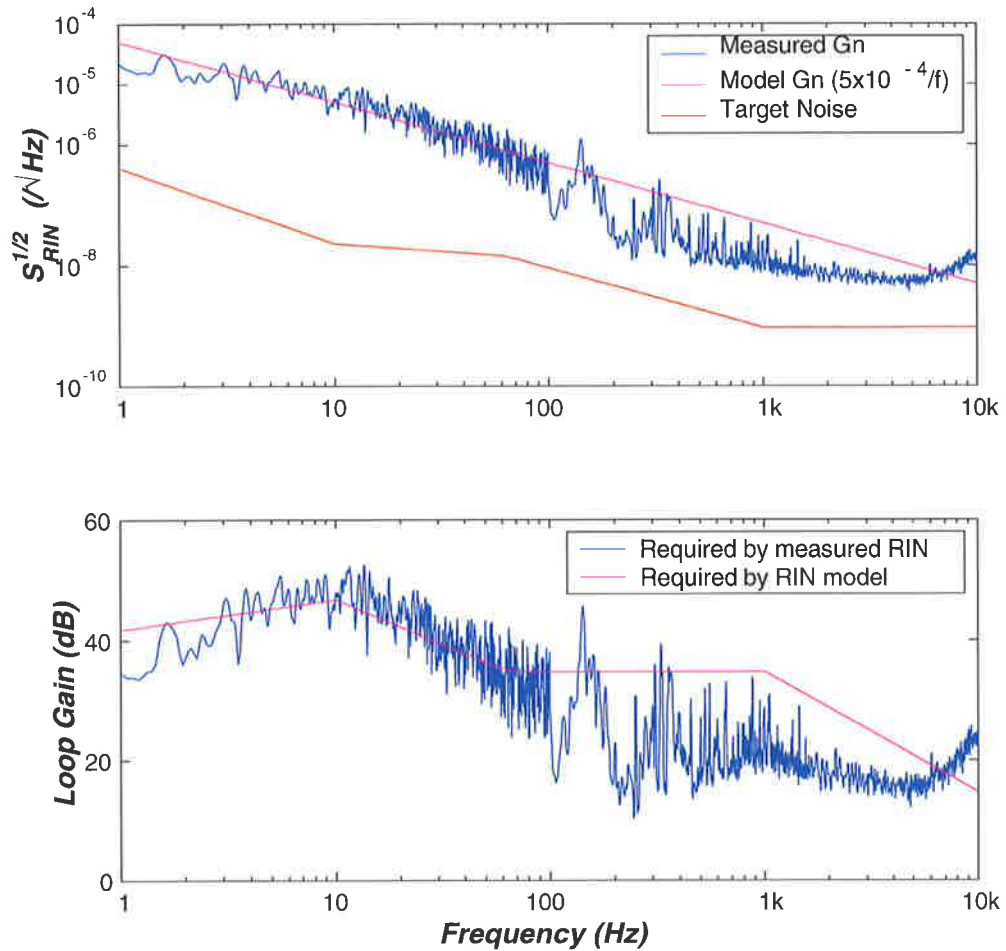 10-4
10-5
10-6
10-8
10-10
S1/2RIN (/√Hz)
Measured Gn
Model Gn (5x10 -4/f)
Target Noise
1 10 100 1k 10k
60
40
20
0
Loop Gain (dB)
Required by measured RIN
Required by RIN model
1 10 100 1k 10k
Frequency (Hz)